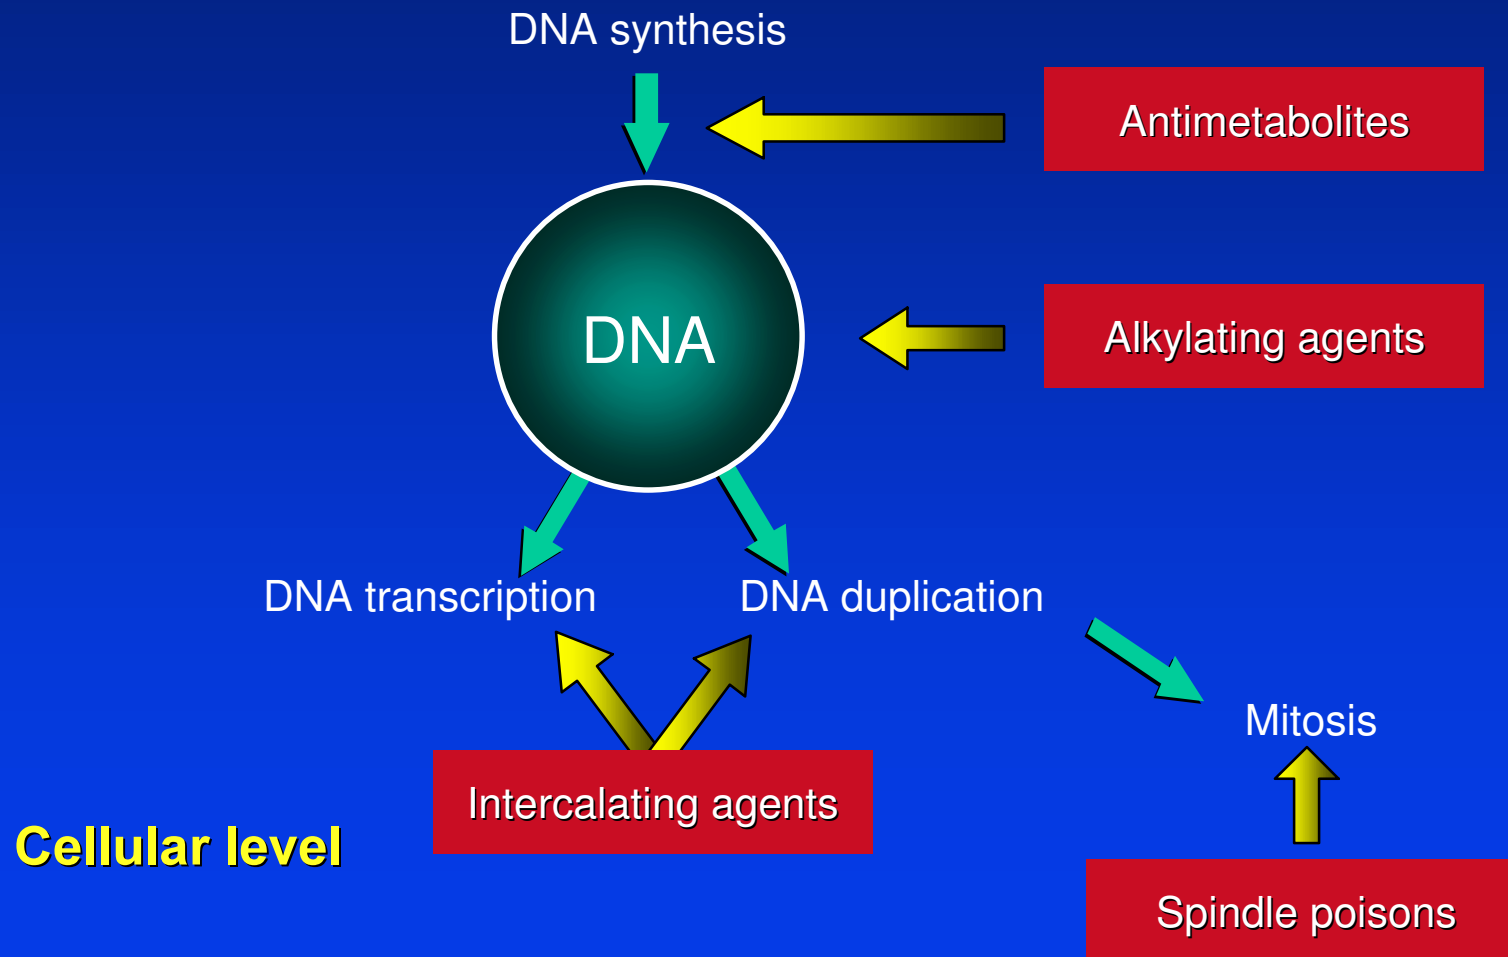 DNA synthesis
Antimetabolites
DNA
Alkylating agents
DNA transcription
DNA duplication
Mitosis
Intercalating agents
Cellular level
Spindle poisons